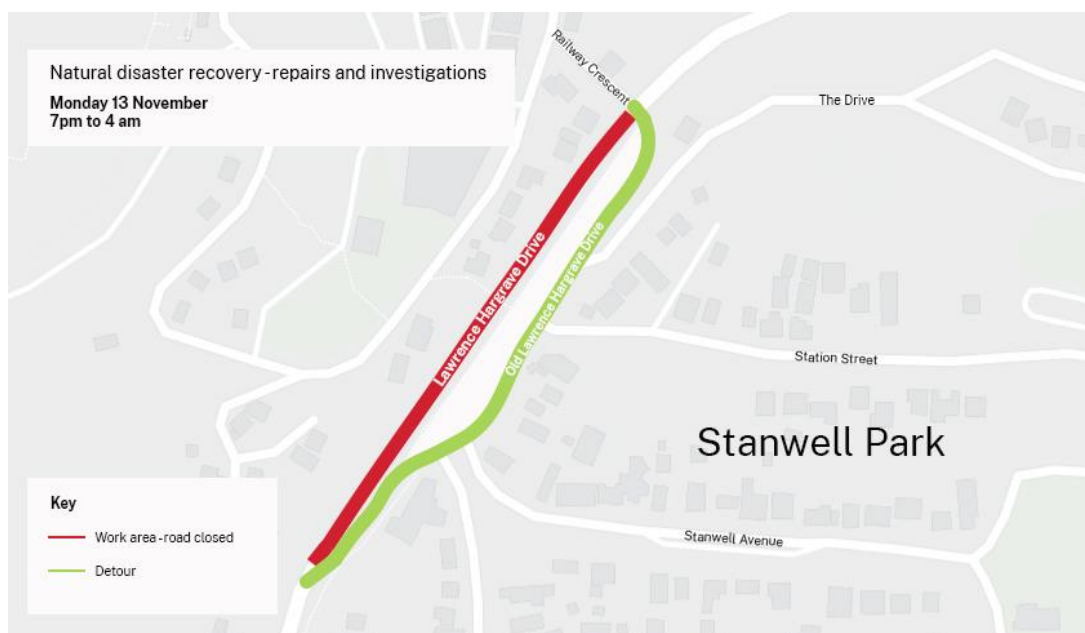 Natural disaster recovery - repairs and investigations
Monday 13 November
7pm to 4 am
Railway Crescent
The Drive
Lawrence Hargrave Drive
Old Lawrence Hargrave Drive
Station Street
Stanwell Park
Stanwell Avenue
Key
Work area - road closed
Detour